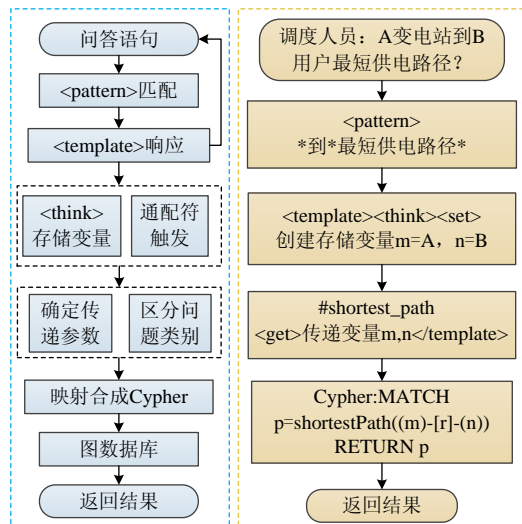 问答语句
<pattern>匹配
<template>响应
<think>
存储变量
通配符
触发
确定传
递参数
区分问
题类别
映射合成Cypher
图数据库
返回结果
调度人员：A变电站到B
用户最短供电路径？
<pattern>
*到*最短供电路径*
<template><think><set>
创建存储变量m=A，n=B
#shortest_path
<get>传递变量m,n</template>
Cypher:MATCH
p=shortestPath((m)-[r]-(n))
RETURN p
返回结果